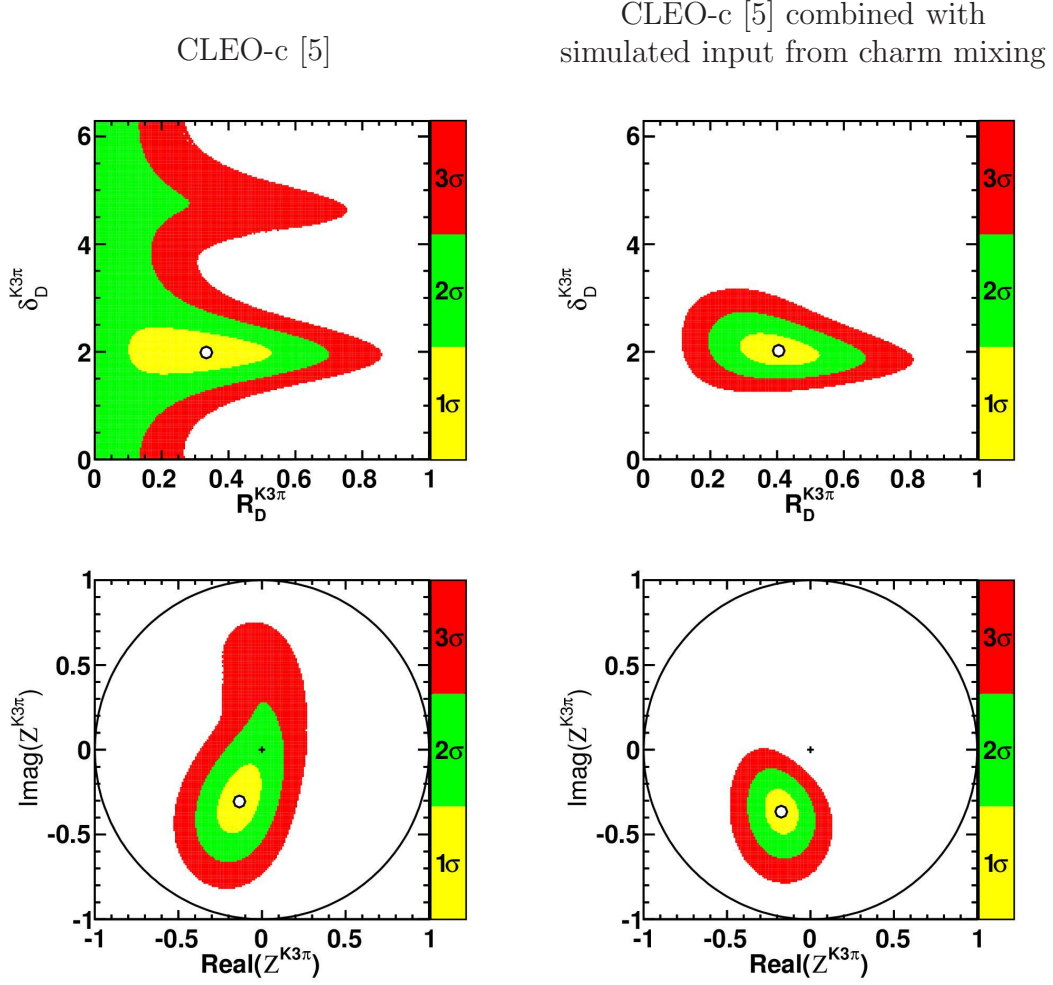 CLEO-c [5]
CLEO-c [5] combined with
simulated input from charm mixing
δ_D^{K3π}
6
4
2
0
0 0.2 0.4 0.6 0.8 1
R_D^{K3π}
3σ
2σ
1σ
δ_D^{K3π}
6
4
2
0
0 0.2 0.4 0.6 0.8 1
R_D^{K3π}
3σ
2σ
1σ
Imag(Z^{K3π})
1
0.5
0
-0.5
-1
-1 -0.5 0 0.5 1
Real(Z^{K3π})
3σ
2σ
1σ
Imag(Z^{K3π})
1
0.5
0
-0.5
-1
-1 -0.5 0 0.5 1
Real(Z^{K3π})
3σ
2σ
1σ